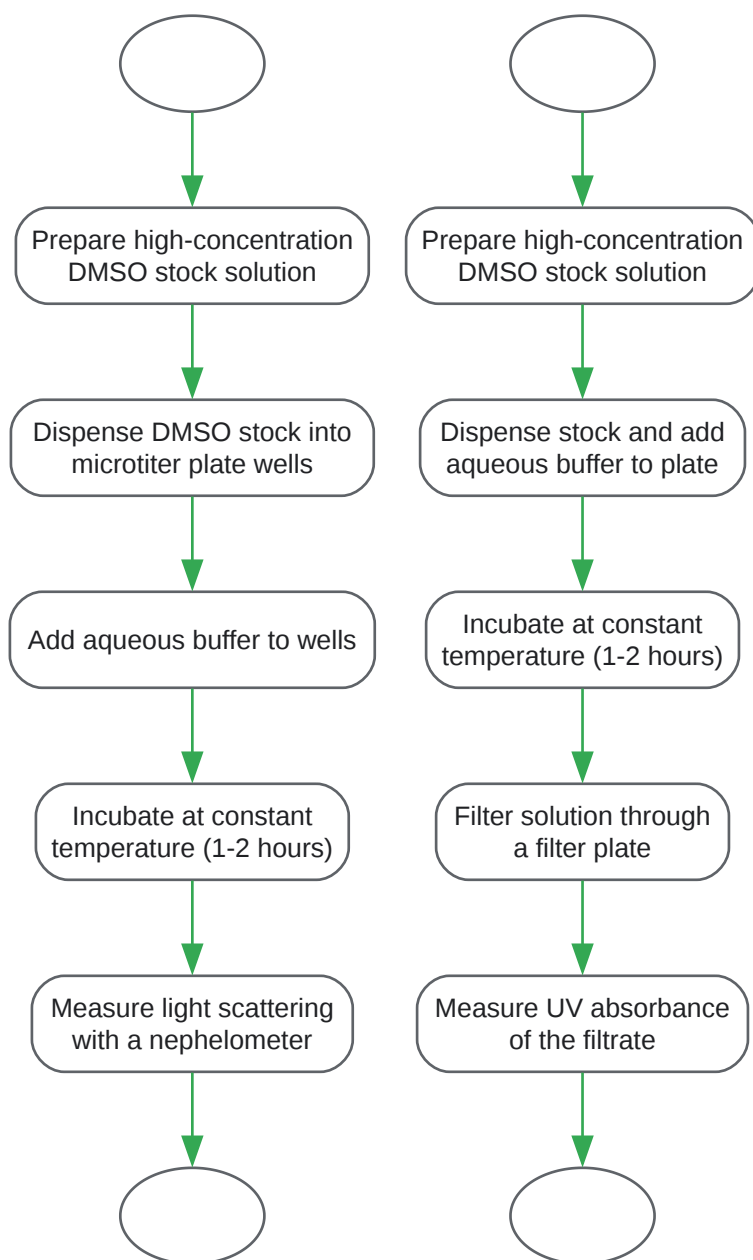 Prepare high-concentration
DMSO stock solution
Dispense DMSO stock into
microtiter plate wells
Add aqueous buffer to wells
Incubate at constant
temperature (1-2 hours)
Measure light scattering
with a nephelometer
Prepare high-concentration
DMSO stock solution
Dispense stock and add
aqueous buffer to plate
Incubate at constant
temperature (1-2 hours)
Filter solution through
a filter plate
Measure UV absorbance
of the filtrate